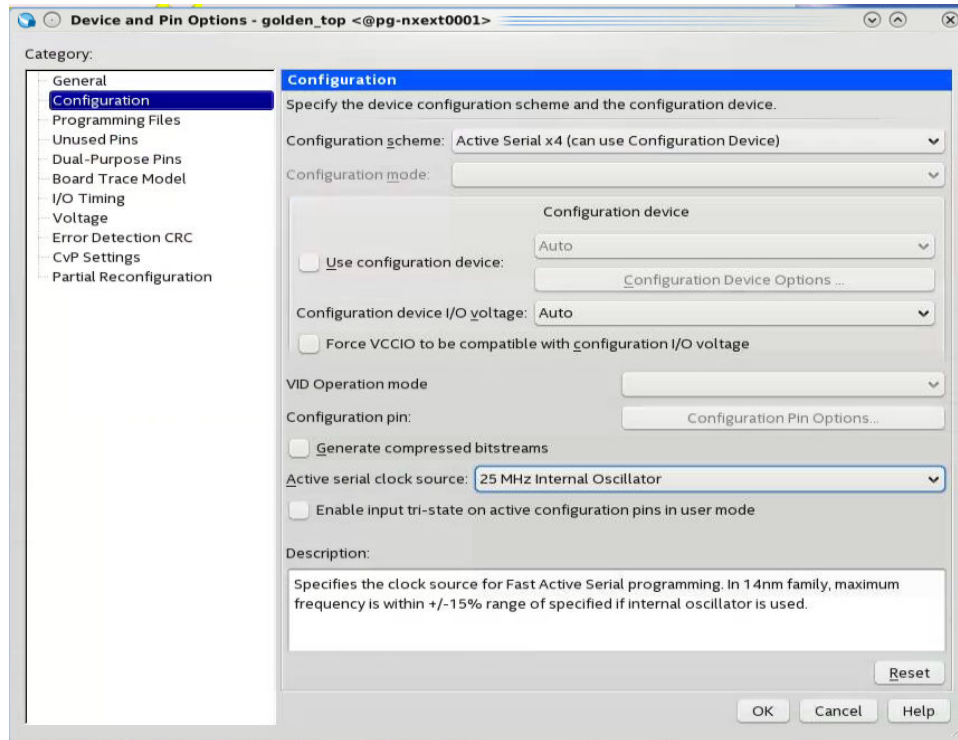 Device and Pin Options - golden_top <@pg-nxext0001>
Category:
General
Configuration
Programming Files
Unused Pins
Dual-Purpose Pins
Board Trace Model
I/O Timing
Voltage
Error Detection CRC
CvP Settings
Partial Reconfiguration
Configuration
Specify the device configuration scheme and the configuration device.
Configuration scheme: Active Serial x4 (can use Configuration Device)
Configuration mode:
Configuration device
Use configuration device: Auto
Configuration Device Options ...
Configuration device I/O voltage: Auto
Force VCCIO to be compatible with configuration I/O voltage
VID Operation mode
Configuration pin: Configuration Pin Options...
Generate compressed bitstreams
Active serial clock source: 25 MHz Internal Oscillator
Enable input tri-state on active configuration pins in user mode
Description:
Specifies the clock source for Fast Active Serial programming. In 14nm family, maximum
frequency is within +/-15% range of specified if internal oscillator is used.
Reset
OK Cancel Help